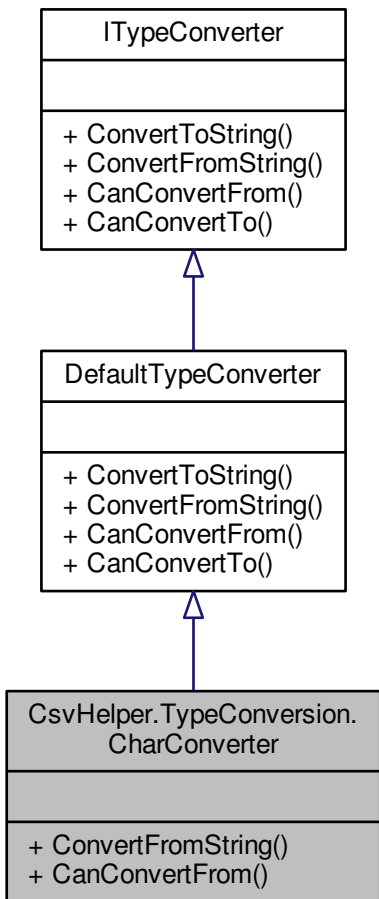 ITypeConverter
+ ConvertToString()
+ ConvertFromString()
+ CanConvertFrom()
+ CanConvertTo()
DefaultTypeConverter
+ ConvertToString()
+ ConvertFromString()
+ CanConvertFrom()
+ CanConvertTo()
CsvHelper.TypeConversion.
CharConverter
+ ConvertFromString()
+ CanConvertFrom()